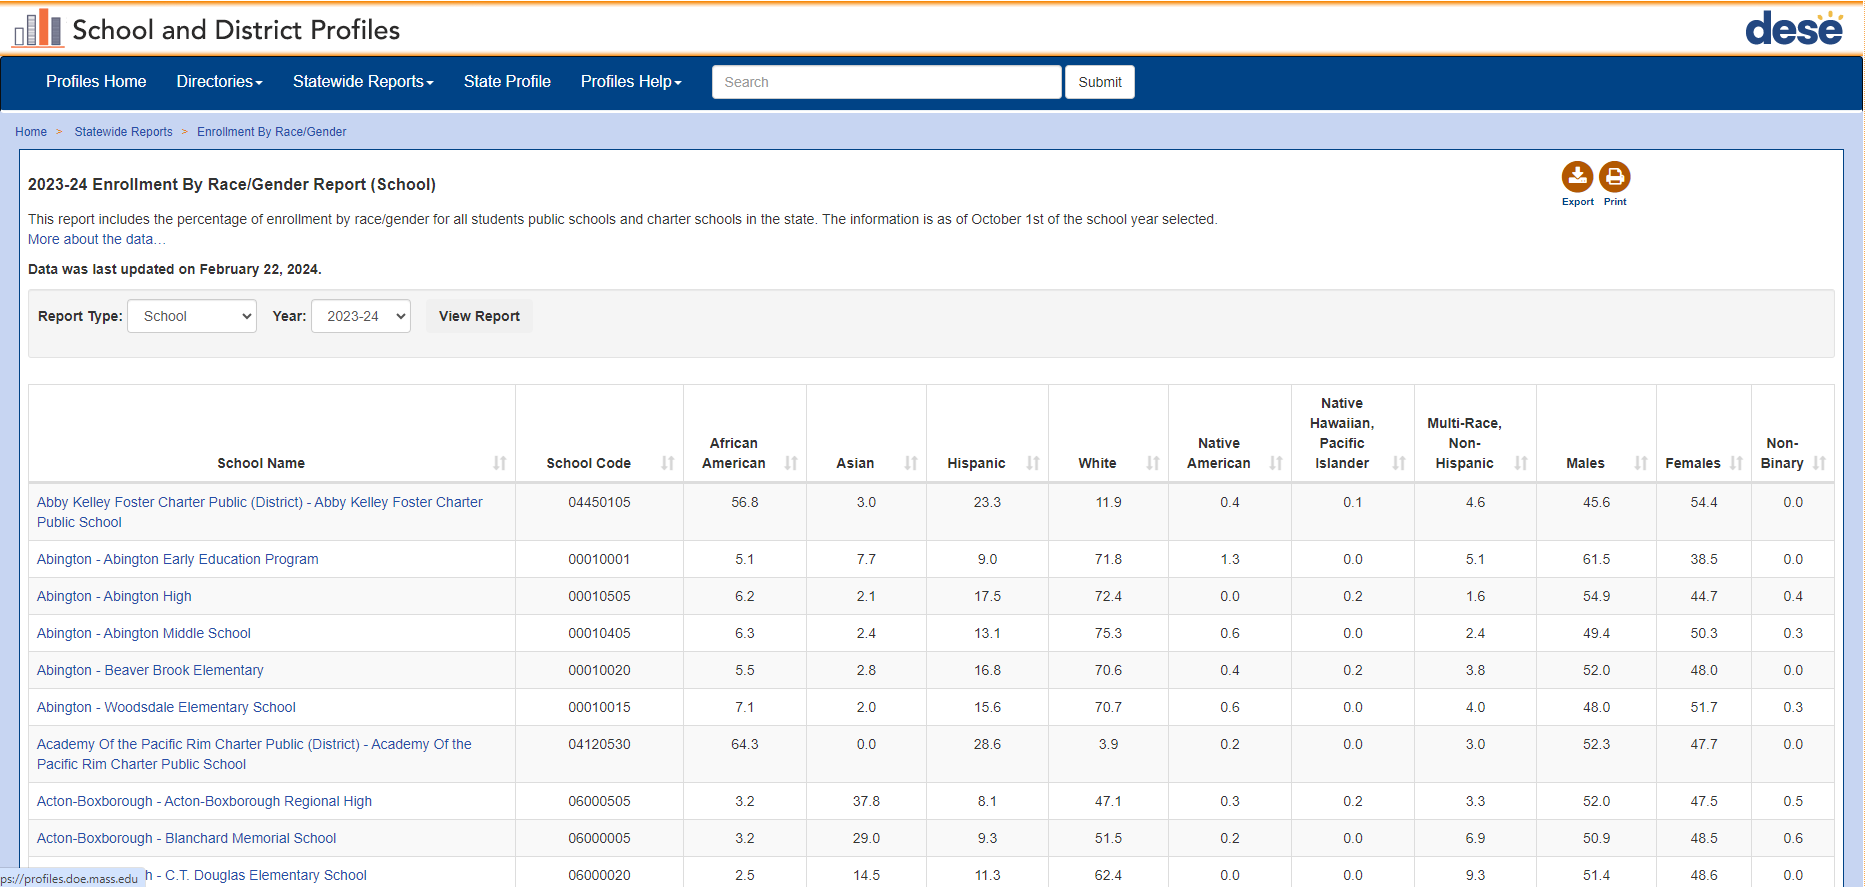 School and District Profiles
dese
Profiles Home Directories Statewide Reports State Profile Profiles Help Search Submit
Home > Statewide Reports > Enrollment By Race/Gender
2023-24 Enrollment By Race/Gender Report (School)
Export Print
This report includes the percentage of enrollment by race/gender for all students public schools and charter schools in the state. The information is as of October 1st of the school year selected.
More about the data...
Data was last updated on February 22, 2024.
Report Type: School Year: 2023-24 View Report
School Name School Code African American Asian Hispanic White Native American Native Hawaiian, Pacific Islander Multi-Race, Non-Hispanic Males Females Non-Binary
Abby Kelley Foster Charter Public (District) - Abby Kelley Foster Charter 04450105 56.8 3.0 23.3 11.9 0.4 0.1 4.6 45.6 54.4 0.0
Public School
Abington - Abington Early Education Program 00010001 5.1 7.7 9.0 71.8 1.3 0.0 5.1 61.5 38.5 0.0
Abington - Abington High 00010505 6.2 2.1 17.5 72.4 0.0 0.2 1.6 54.9 44.7 0.4
Abington - Abington Middle School 00010405 6.3 2.4 13.1 75.3 0.6 0.0 2.4 49.4 50.3 0.3
Abington - Beaver Brook Elementary 00010020 5.5 2.8 16.8 70.6 0.4 0.2 3.8 52.0 48.0 0.0
Abington - Woodsdale Elementary School 00010015 7.1 2.0 15.6 70.7 0.6 0.0 4.0 48.0 51.7 0.3
Academy Of the Pacific Rim Charter Public (District) - Academy Of the 04120530 64.3 0.0 28.6 3.9 0.2 0.0 3.0 52.3 47.7 0.0
Pacific Rim Charter Public School
Acton-Boxborough - Acton-Boxborough Regional High 06000505 3.2 37.8 8.1 47.1 0.3 0.2 3.3 52.0 47.5 0.5
Acton-Boxborough - Blanchard Memorial School 06000005 3.2 29.0 9.3 51.5 0.2 0.0 6.9 50.9 48.5 0.6
h - C.T. Douglas Elementary School 06000020 2.5 14.5 11.3 62.4 0.0 0.0 9.3 51.4 48.6 0.0
ps://profiles.doe.mass.edu